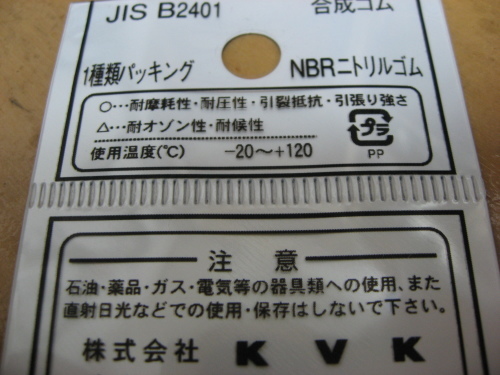 JIS B2401 合成ゴム
1種類パッキング NBRニトリルゴム
○…耐摩耗性・耐圧性・引裂抵抗・引張り強さ
△…耐オゾン性・耐候性
使用温度(℃) -20〜+120
プラ
PP
注意
石油・薬品・ガス・電気等の器具類への使用、また
直射日光などでの使用・保存はしないで下さい。
株式会社 KVK